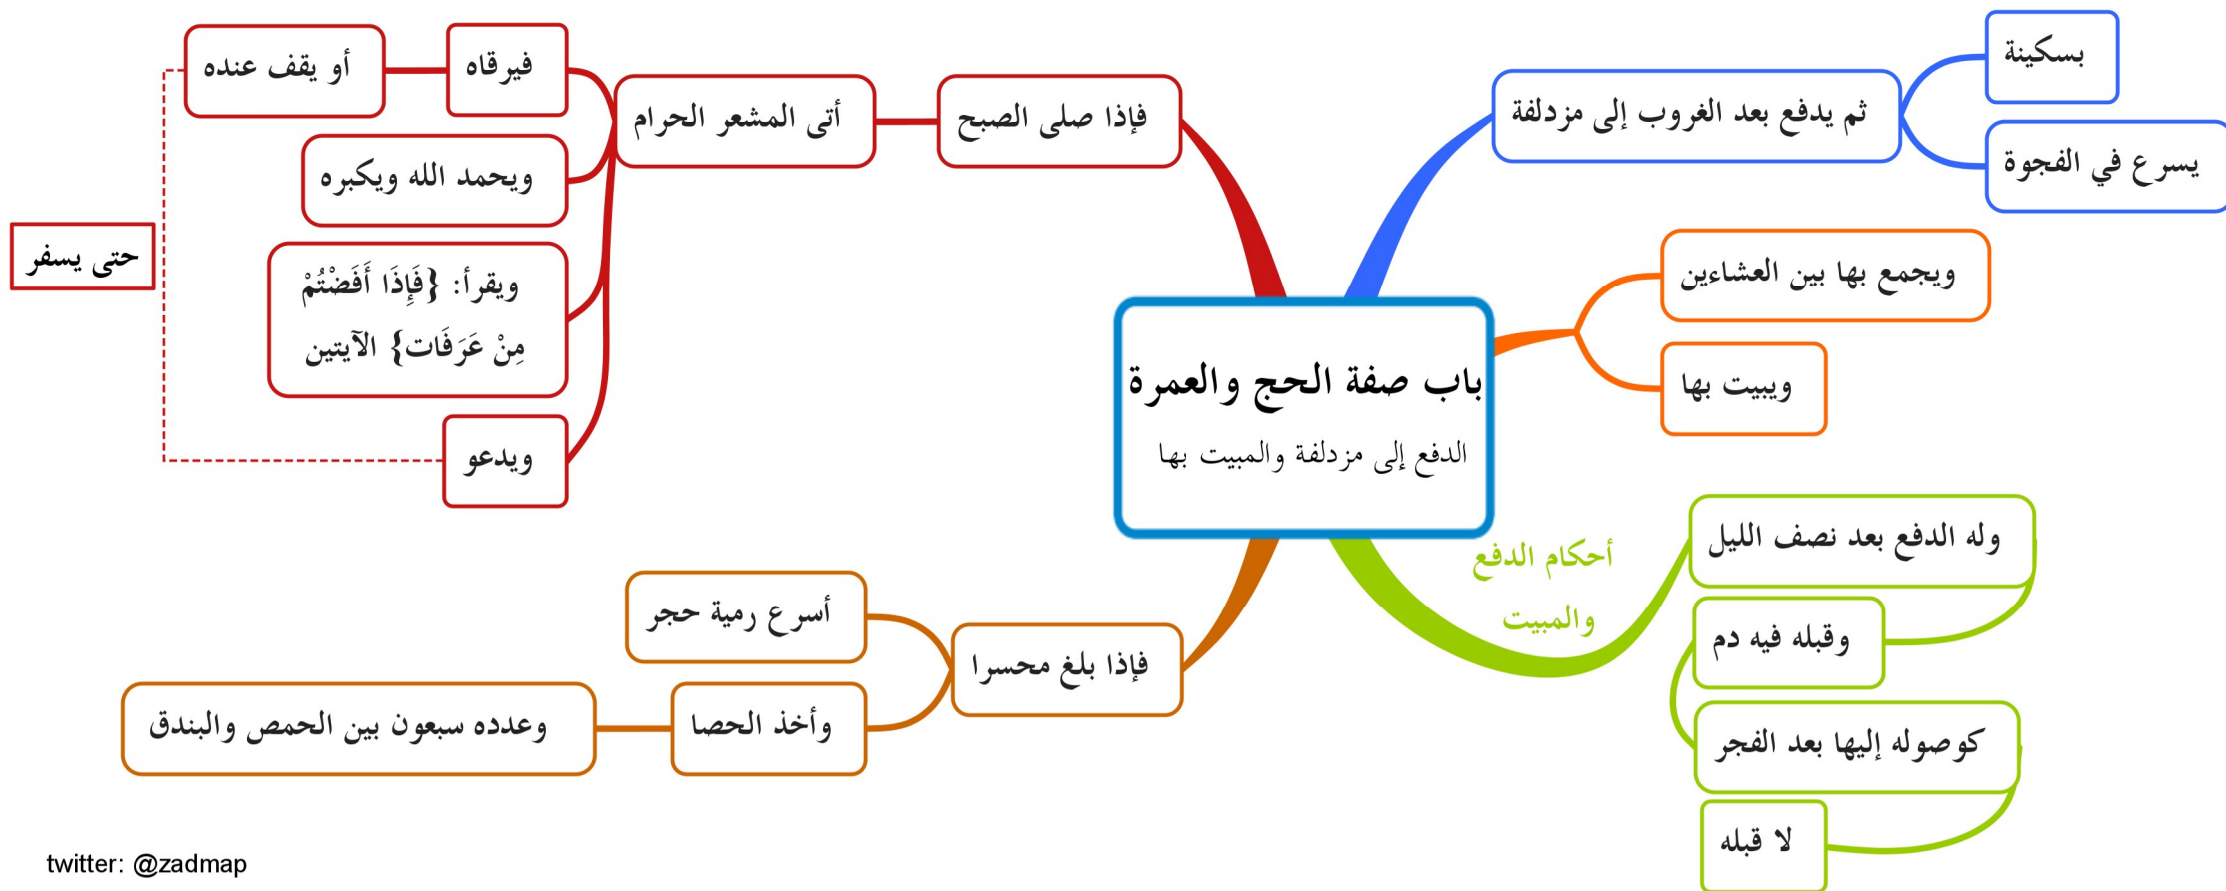 باب صفة الحج والعمرة
الدفع إلى مزدلفة والمبيت بها
ثم يدفع بعد الغروب إلى مزدلفة
بسكينة
يسرع في الفجوة
ويجمع بها بين العشاءين
ويبيت بها
أحكام الدفع
والمبيت
وله الدفع بعد نصف الليل
وقبله فيه دم
كوصوله إليها بعد الفجر
لا قبله
فإذا صلى الصبح
أتى المشعر الحرام
فيرقاه
أو يقف عنده
ويحمد الله ويكبره
ويقرأ: {فَإِذَا أَفَضْتُمْ
مِنْ عَرَفَات} الآيتين
ويدعو
حتى يسفر
فإذا بلغ محسرا
أسرع رمية حجر
وأخذ الحصا
وعدده سبعون بين الحمص والبندق
twitter: @zadmap